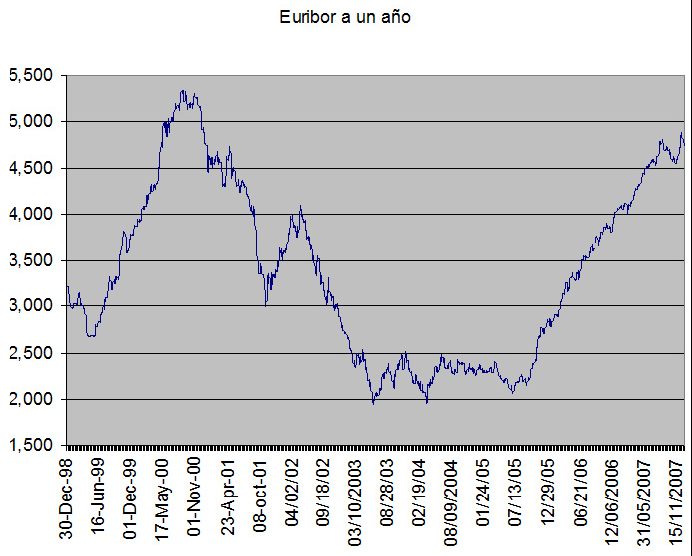 Euribor a un año
5,500
5,000
4,500
4,000
3,500
3,000
2,500
2,000
1,500
30-Dec-98
16-Jun-99
01-Dec-99
17-May-00
01-Nov-00
23-Apr-01
08-oct-01
04/02/02
09/18/02
03/10/2003
08/28/03
02/19/04
08/09/2004
01/24/05
07/13/05
12/29/05
06/21/06
12/06/2006
31/05/2007
15/11/2007